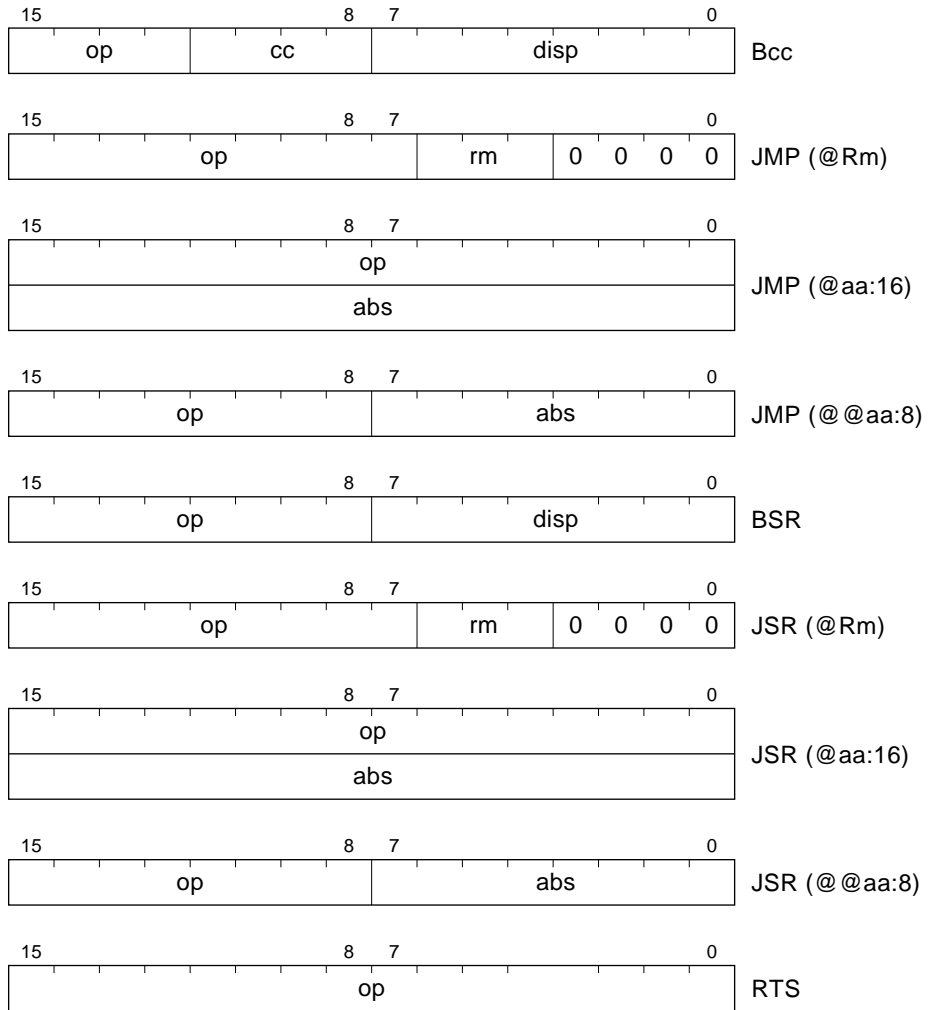 15 8 7 0
op cc disp Bcc
15 8 7 0
op rm 0 0 0 0 JMP (@Rm)
15 8 7 0
op
JMP (@aa:16)
abs
15 8 7 0
op abs JMP (@@aa:8)
15 8 7 0
op disp BSR
15 8 7 0
op rm 0 0 0 0 JSR (@Rm)
15 8 7 0
op
JSR (@aa:16)
abs
15 8 7 0
op abs JSR (@@aa:8)
15 8 7 0
op RTS